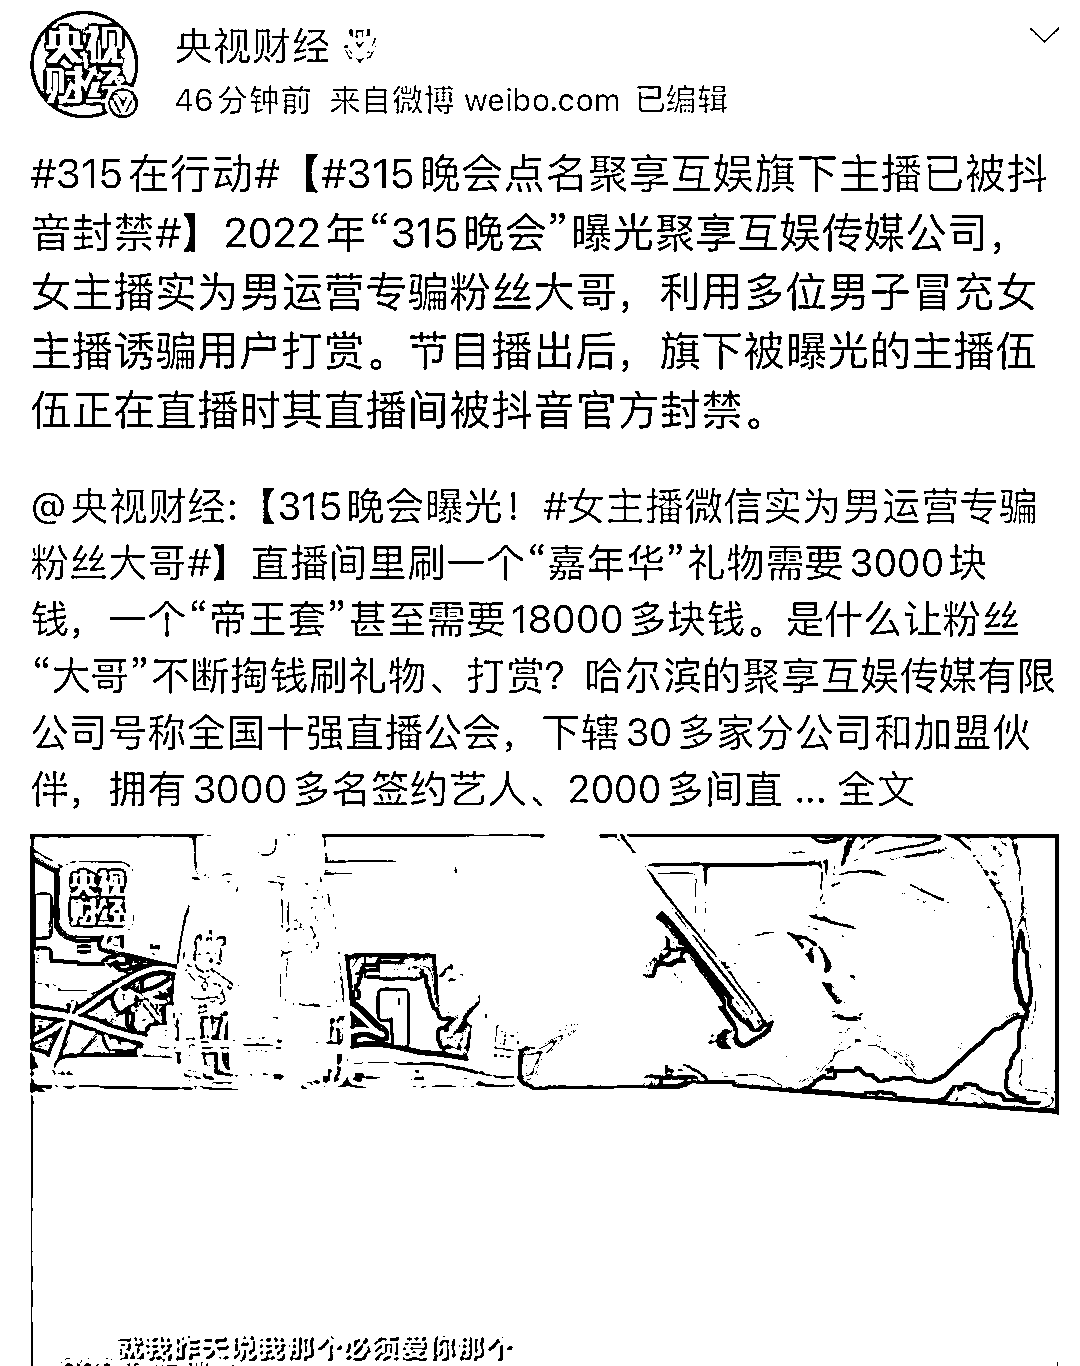 央视财经
央视财经
46分钟前 来自微博 weibo.com 已编辑
#315在行动#【#315晚会点名聚享互娱旗下主播已被抖
音封禁#】2022年“315晚会”曝光聚享互娱传媒公司，
女主播实为男运营专骗粉丝大哥，利用多位男子冒充女
主播诱骗用户打赏。节目播出后，旗下被曝光的主播伍
伍正在直播时其直播间被抖音官方封禁。
@央视财经:【315晚会曝光！#女主播微信实为男运营专骗
粉丝大哥#】直播间里刷一个“嘉年华”礼物需要3000块
钱，一个“帝王套”甚至需要18000多块钱。是什么让粉丝
“大哥”不断掏钱刷礼物、打赏？哈尔滨的聚享互娱传媒有限
公司号称全国十强直播公会，下辖30多家分公司和加盟伙
伴，拥有3000多名签约艺人、2000多间直 ... 全文
央视
财经
就我昨天说我那个必须爱你那个